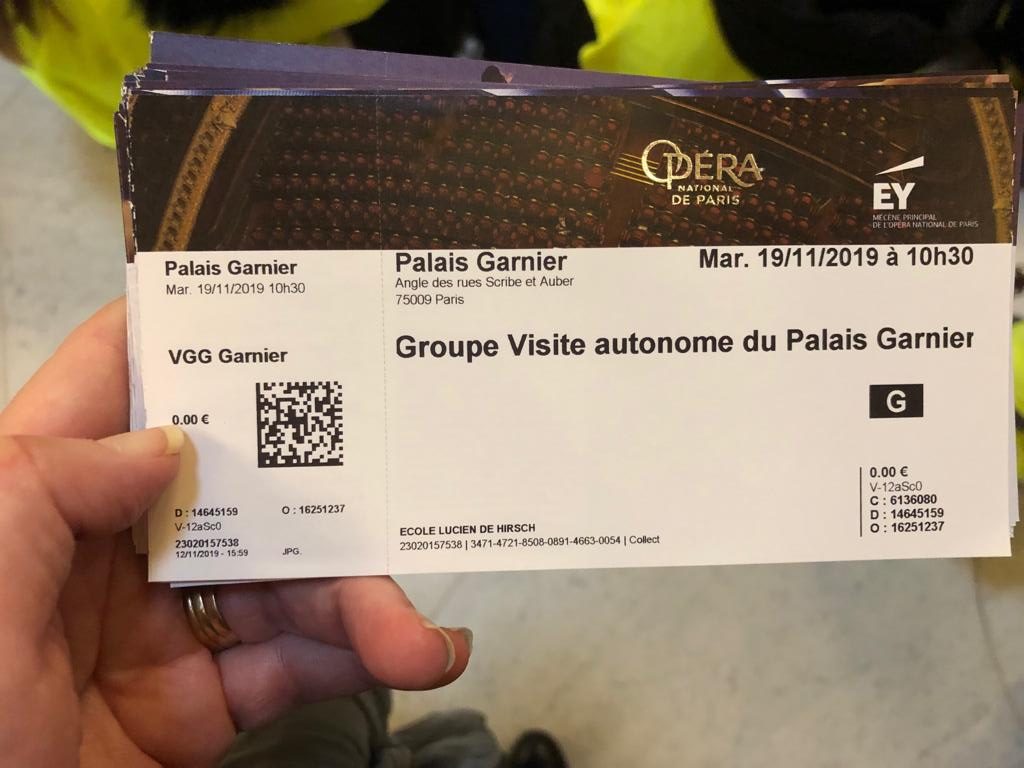 OPÉRA
NATIONAL
DE PARIS
EY
MÉCÈNE PRINCIPAL
DE L'OPÉRA NATIONAL DE PARIS
Palais Garnier
Mar. 19/11/2019 10h30
VGG Garnier
0.00 €
D : 14645159
O : 16251237
V-12aSc0
23020157538
12/11/2019 - 15:59
JPG.
Palais Garnier
Mar. 19/11/2019 à 10h30
Angle des rues Scribe et Auber
75009 Paris
Groupe Visite autonome du Palais Garnier
G
0.00 €
V-12aSc0
C : 6136080
D : 14645159
O : 16251237
ECOLE LUCIEN DE HIRSCH
23020157538 | 3471-4721-8508-0891-4663-0054 | Collect